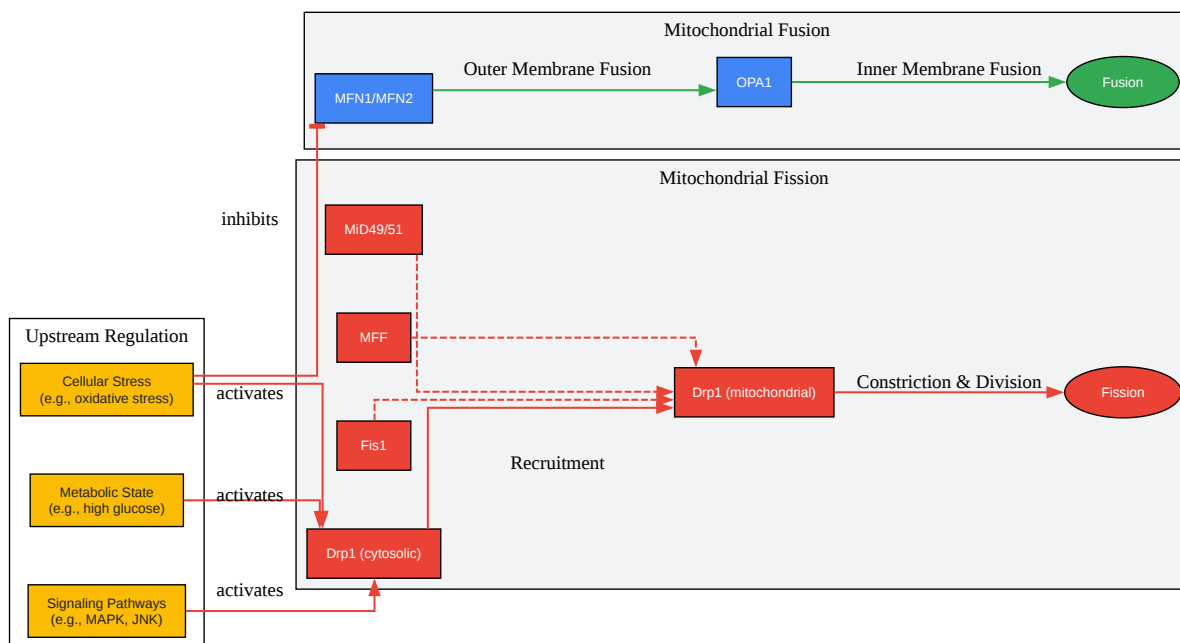 Mitochondrial Fusion
MFN1/MFN2
Outer Membrane Fusion
OPA1
Inner Membrane Fusion
Fusion
Mitochondrial Fission
inhibits
MiD49/51
MFF
Fis1
Recruitment
Drp1 (cytosolic)
Drp1 (mitochondrial)
Constriction & Division
Fission
Upstream Regulation
Cellular Stress
(e.g., oxidative stress)
activates
Metabolic State
(e.g., high glucose)
activates
Signaling Pathways
(e.g., MAPK, JNK)
activates